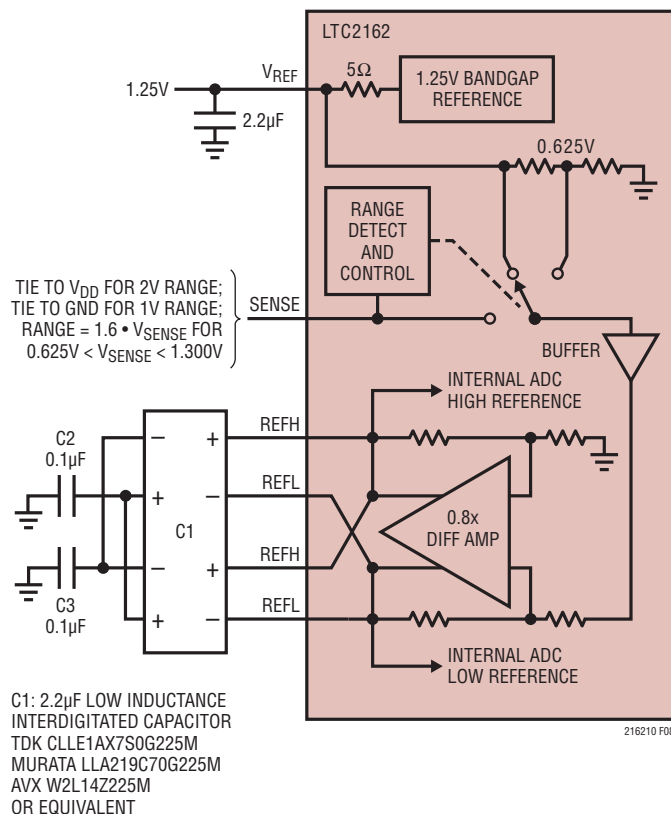 LTC2162
1.25V
VREF
5Ω
1.25V BANDGAP
REFERENCE
2.2µF
0.625V
RANGE
DETECT
AND
CONTROL
TIE TO VDD FOR 2V RANGE;
TIE TO GND FOR 1V RANGE;
RANGE = 1.6 • VSENSE FOR
0.625V < VSENSE < 1.300V
SENSE
BUFFER
INTERNAL ADC
HIGH REFERENCE
C2
0.1µF
C3
0.1µF
–
+
–
+
C1
+
–
+
–
REFH
REFL
REFH
REFL
0.8x
DIFF AMP
INTERNAL ADC
LOW REFERENCE
C1: 2.2µF LOW INDUCTANCE
INTERDIGITATED CAPACITOR
TDK CLLE1AX7S0G225M
MURATA LLA219C70G225M
AVX W2L14Z225M
OR EQUIVALENT
216210 F08